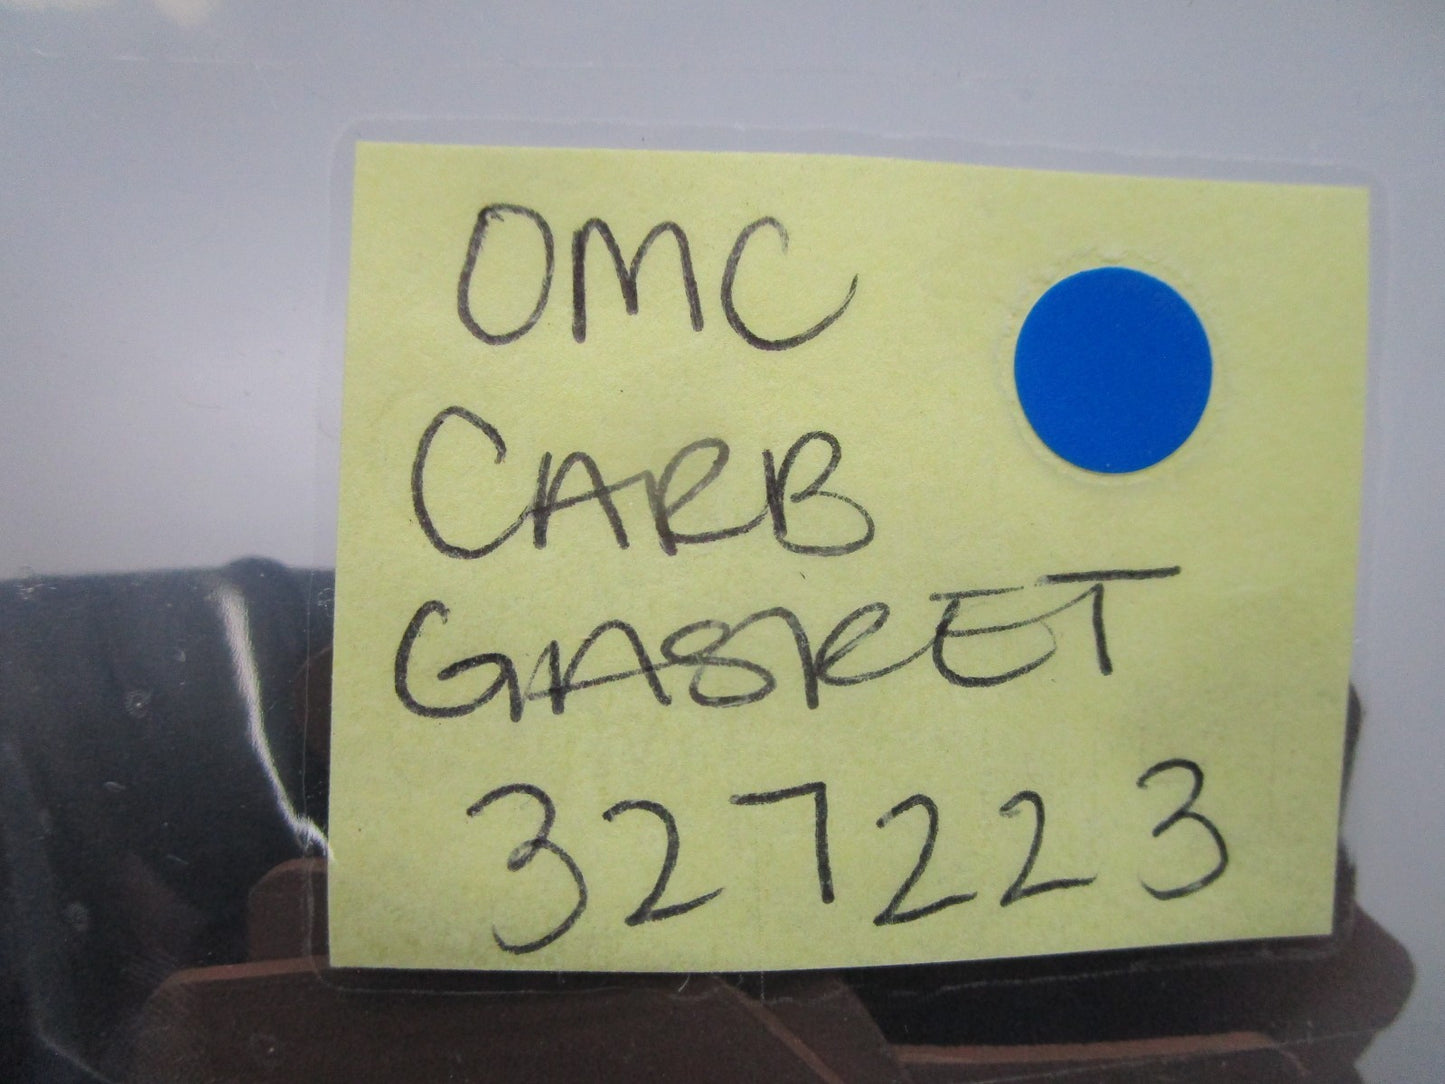 OMC
CARB
GASKET
327223